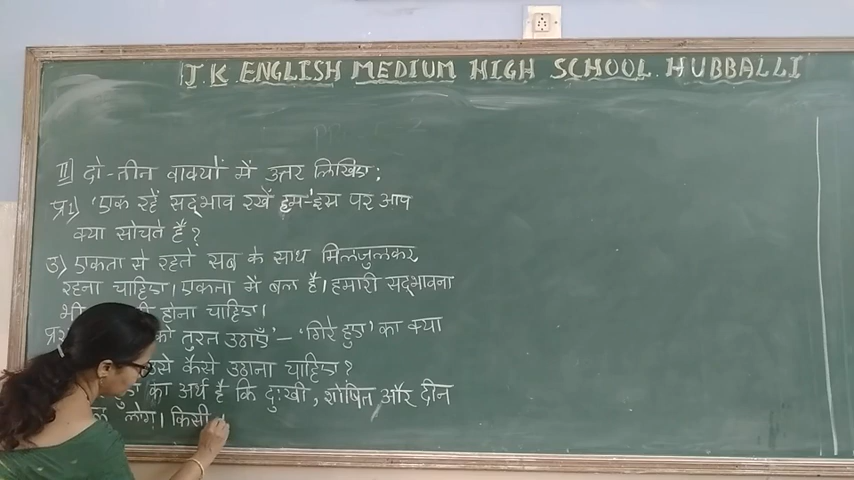 J.K. ENGLISH MEDIUM HIGH SCHOOL. HUBBALLI
II] दो-तीन वाक्यों में उत्तर लिखिए:
प्र1) 'एक रहें सद्भाव रखें हम'-इस पर आप
क्या सोचते हैं?
उ) एकता से रहते सब के साथ मिलजुलकर
रहना चाहिए। एकता में बल है। हमारी सद्भावना
भी होना चाहिए।
को तुरत उठाएँ' – 'गिरे हुए' का क्या
उसे कैसे उठाना चाहिए?
का अर्थ है कि दुःखी, शोषित और दीन
लोग। किसी